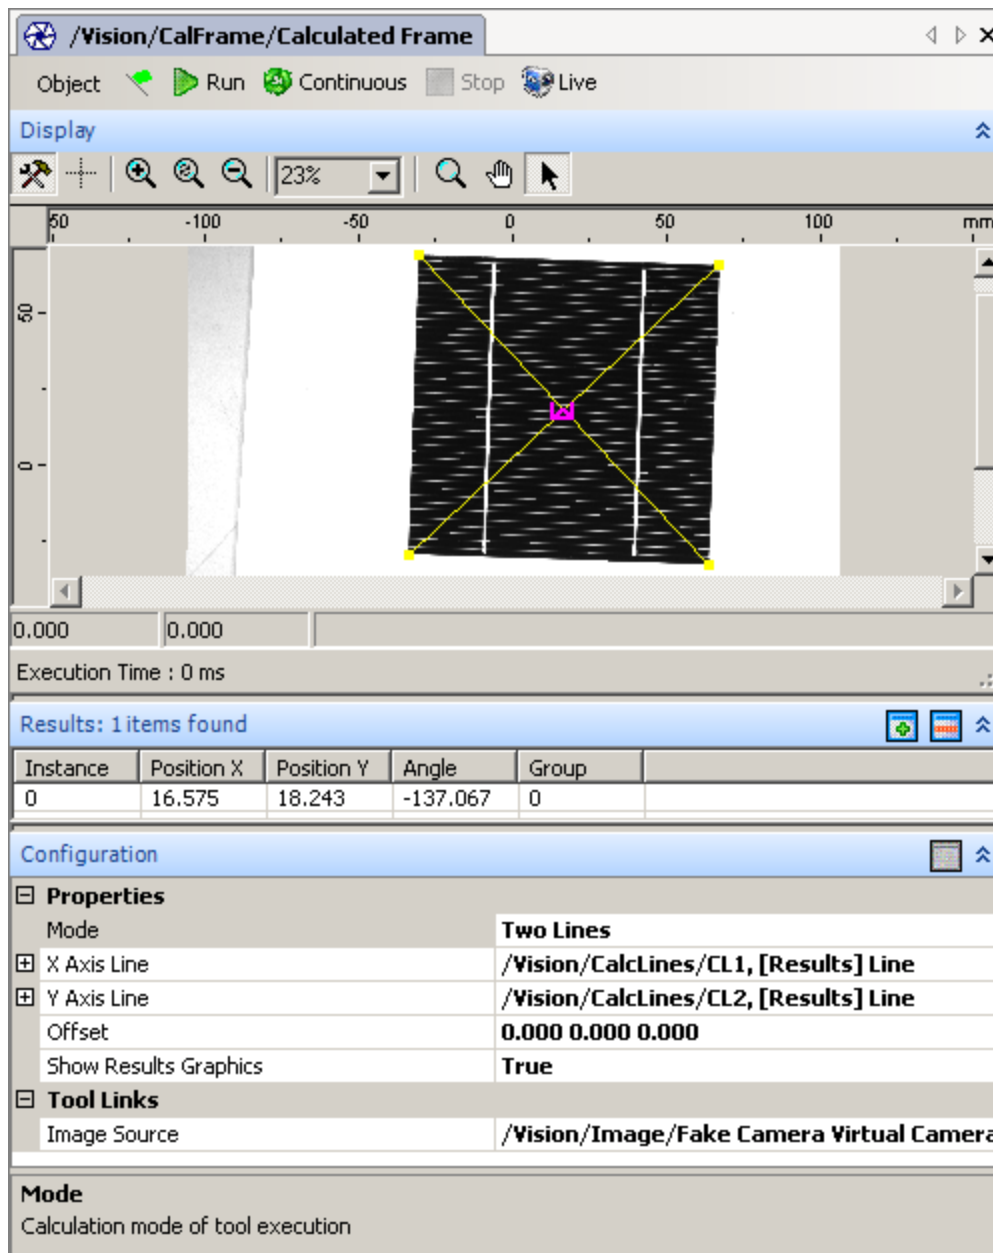 /Vision/CalFrame/Calculated Frame
Object Run Continuous Stop Live
Display
23%
50 -100 -50 0 50 100 mm
50
0
0.000 0.000
Execution Time : 0 ms
Results: 1 items found
Instance Position X Position Y Angle Group
0 16.575 18.243 -137.067 0
Configuration
Properties
Mode Two Lines
X Axis Line /Vision/CalcLines/CL1, [Results] Line
Y Axis Line /Vision/CalcLines/CL2, [Results] Line
Offset 0.000 0.000 0.000
Show Results Graphics True
Tool Links
Image Source /Vision/Image/Fake Camera Virtual Camera
Mode
Calculation mode of tool execution